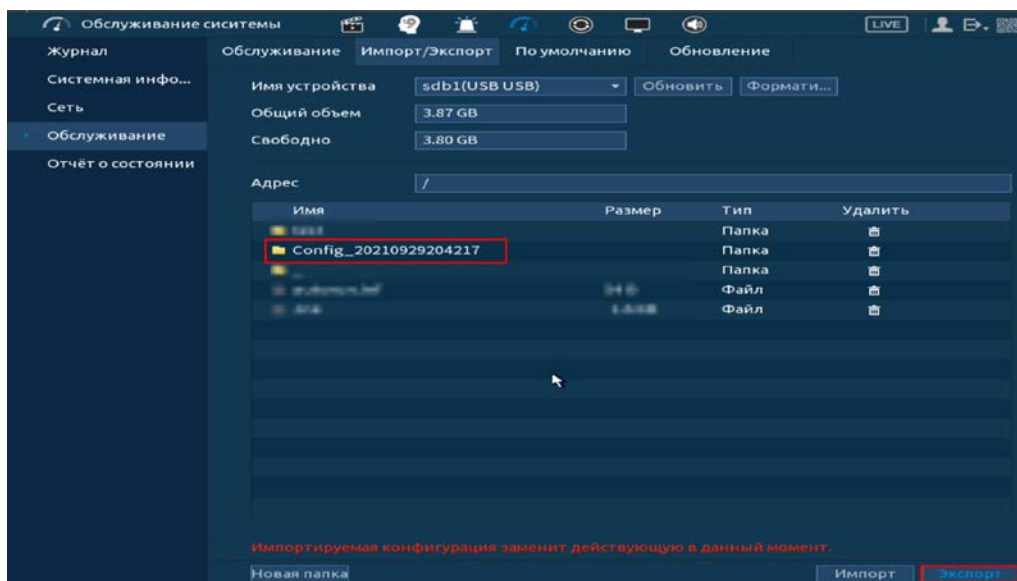 Обслуживание сиситемы LIVE
Журнал
Системная инфо...
Сеть
Обслуживание
Отчёт о состоянии
Обслуживание Импорт/Экспорт По умолчанию Обновление
Имя устройства sdb1(USB USB) Обновить Формати...
Общий объем 3.87 GB
Свободно 3.80 GB
Адрес /
Имя Размер Тип Удалить
Папка
Config_20210929204217 Папка
Папка
Файл
Файл
Импортируемая конфигурация заменит действующую в данный момент.
Новая папка Импорт Экспорт